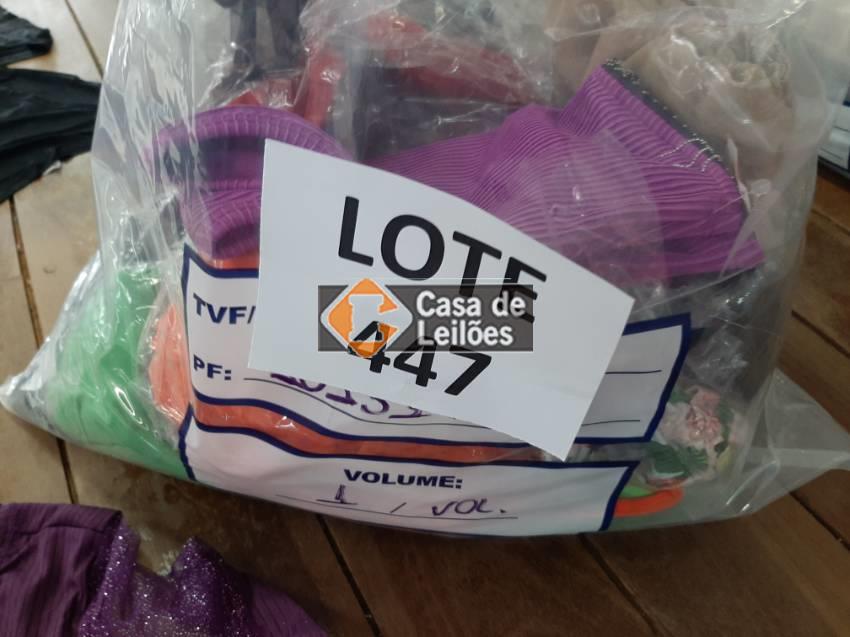 LOTE
447
Casa de
Leilões
TVF/
PF:
VOLUME:
1 / VOL.